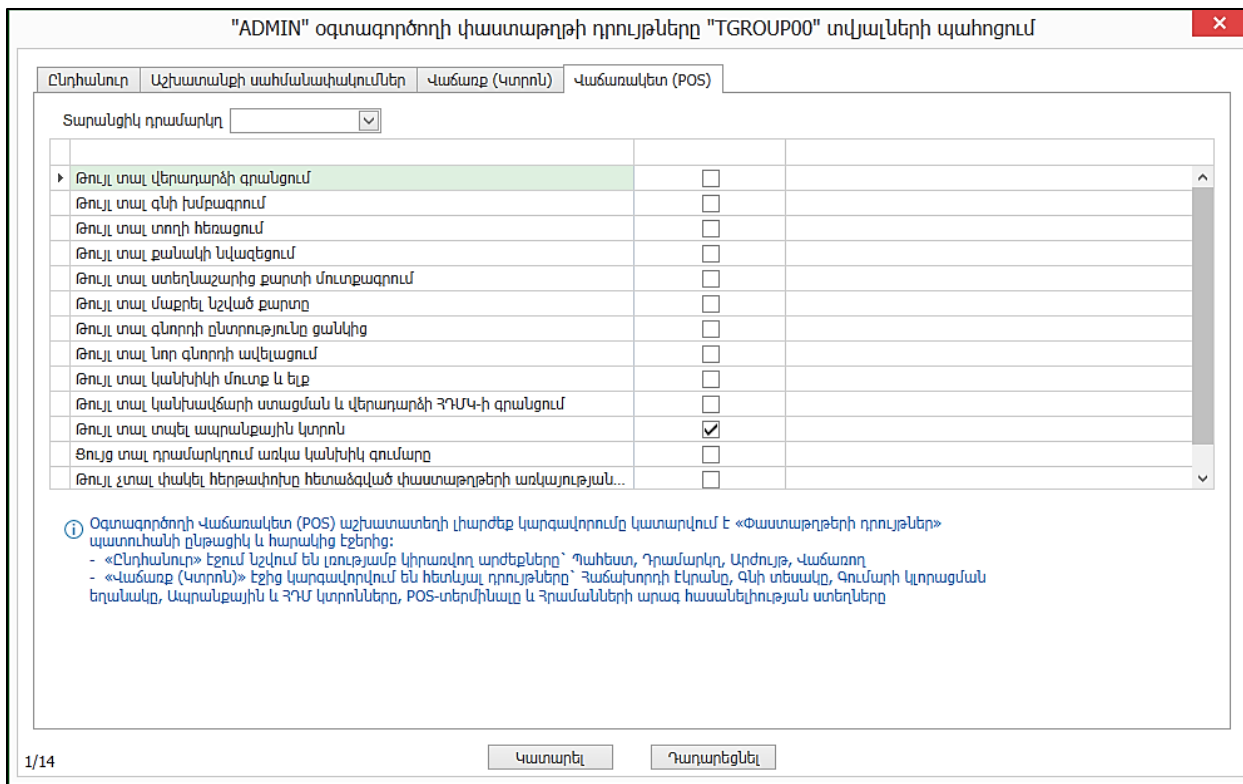 "ADMIN" օգտագործողի փաստաթղթի դրույթները "TGROUP00" տվյալների պահոցում
Ընդհանուր
Աշխատանքի սահմանափակումներ
Վաճառք (Կտրոն)
Վաճառակետ (POS)
Տարանցիկ դրամարկղ
Թույլ տալ վերադարձի գրանցում
Թույլ տալ գնի խմբագրում
Թույլ տալ տողի հեռացում
Թույլ տալ քանակի նվազեցում
Թույլ տալ ստեղնաշարից քարտի մուտքագրում
Թույլ տալ մաքրել նշված քարտը
Թույլ տալ գնորդի ընտրությունը ցանկից
Թույլ տալ նոր գնորդի ավելացում
Թույլ տալ կանխիկի մուտք և ելք
Թույլ տալ կանխավճարի ստացման և վերադարձի ՀԴՄԿ-ի գրանցում
Թույլ տալ տպել ապրանքային կտրոն
Ցույց տալ դրամարկղում առկա կանխիկ գումարը
Թույլ չտալ փակել հերթափոխը հետաձգված փաստաթղթերի առկայության...
Օգտագործողի Վաճառակետ (POS) աշխատատեղի լիարժեք կարգավորումը կատարվում է «Փաստաթղթերի դրույթներ»
պատուհանի ընթացիկ և հարակից էջերից:
- «Ընդհանուր» էջում նշվում են լռությամբ կիրառվող արժեքները` Պահեստ, Դրամարկղ, Արժույթ, Վաճառող
- «Վաճառք (Կտրոն)» էջից կարգավորվում են հետևյալ դրույթները` Հաճախորդի էկրանը, Գնի տեսակը, Գումարի կլորացման
եղանակը, Ապրանքային և ՀԴՄ կտրոնները, POS-տերմինալը և Հրամանների արագ հասանելիության ստեղները
1/14
Կատարել
Դադարեցնել